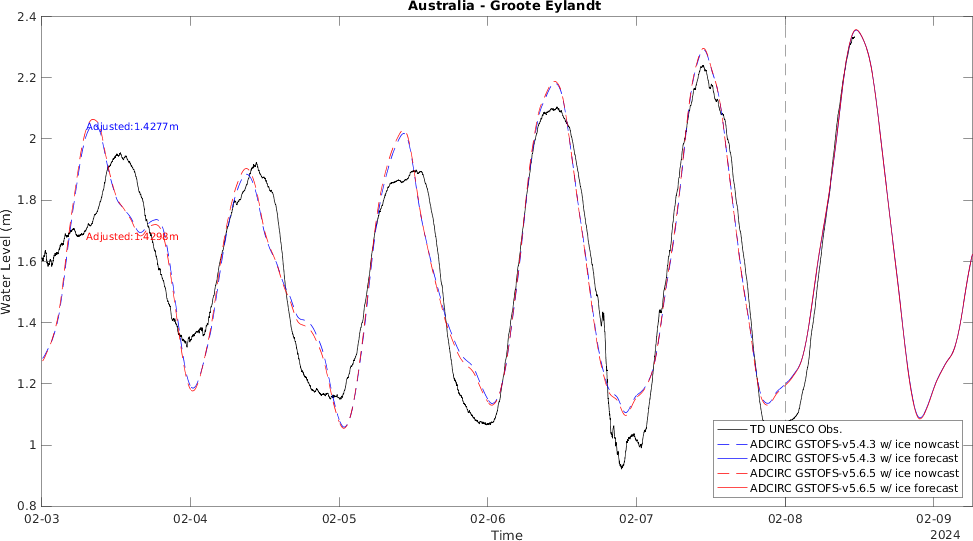 Australia - Groote Eylandt
2.4
2.2
2
1.8
1.6
1.4
1.2
1
0.8
Water Level (m)
Adjusted:1.4277m
Adjusted:1.4298m
TD UNESCO Obs.
ADCIRC GSTOFS-v5.4.3 w/ ice nowcast
ADCIRC GSTOFS-v5.4.3 w/ ice forecast
ADCIRC GSTOFS-v5.6.5 w/ ice nowcast
ADCIRC GSTOFS-v5.6.5 w/ ice forecast
02-03 02-04 02-05 02-06 02-07 02-08 02-09
Time
2024